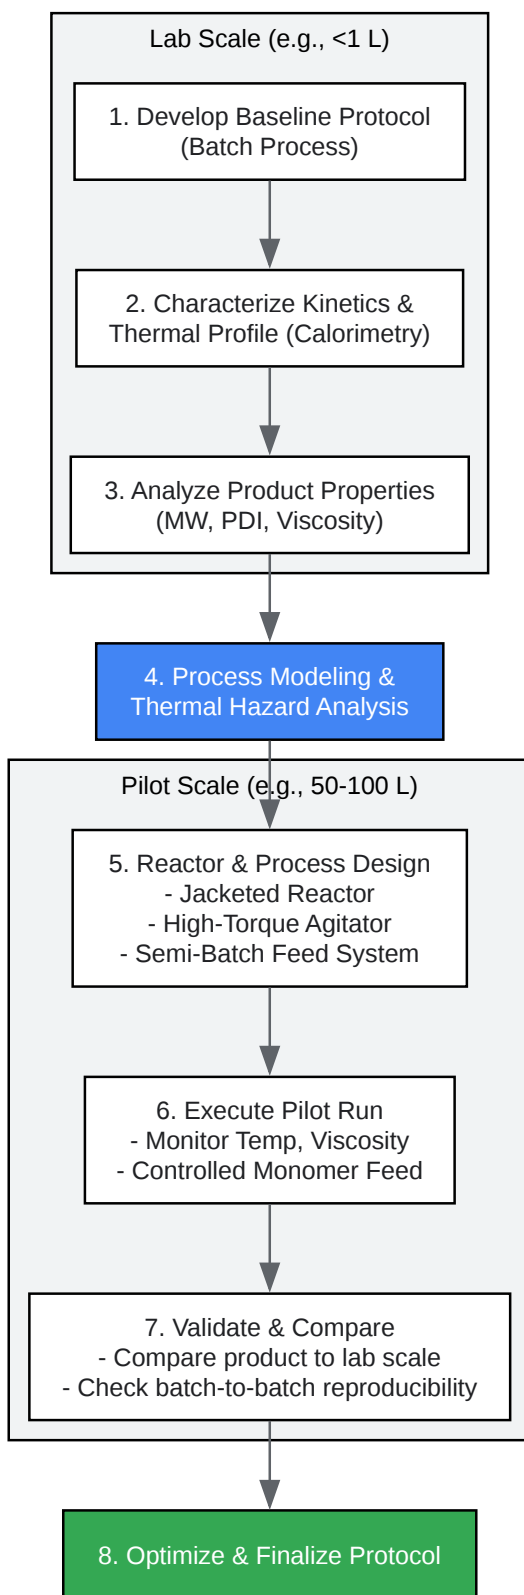 Lab Scale (e.g., <1 L)
1. Develop Baseline Protocol
(Batch Process)
2. Characterize Kinetics &
Thermal Profile (Calorimetry)
3. Analyze Product Properties
(MW, PDI, Viscosity)
4. Process Modeling &
Thermal Hazard Analysis
Pilot Scale (e.g., 50-100 L)
5. Reactor & Process Design
- Jacketed Reactor
- High-Torque Agitator
- Semi-Batch Feed System
6. Execute Pilot Run
- Monitor Temp, Viscosity
- Controlled Monomer Feed
7. Validate & Compare
- Compare product to lab scale
- Check batch-to-batch reproducibility
8. Optimize & Finalize Protocol